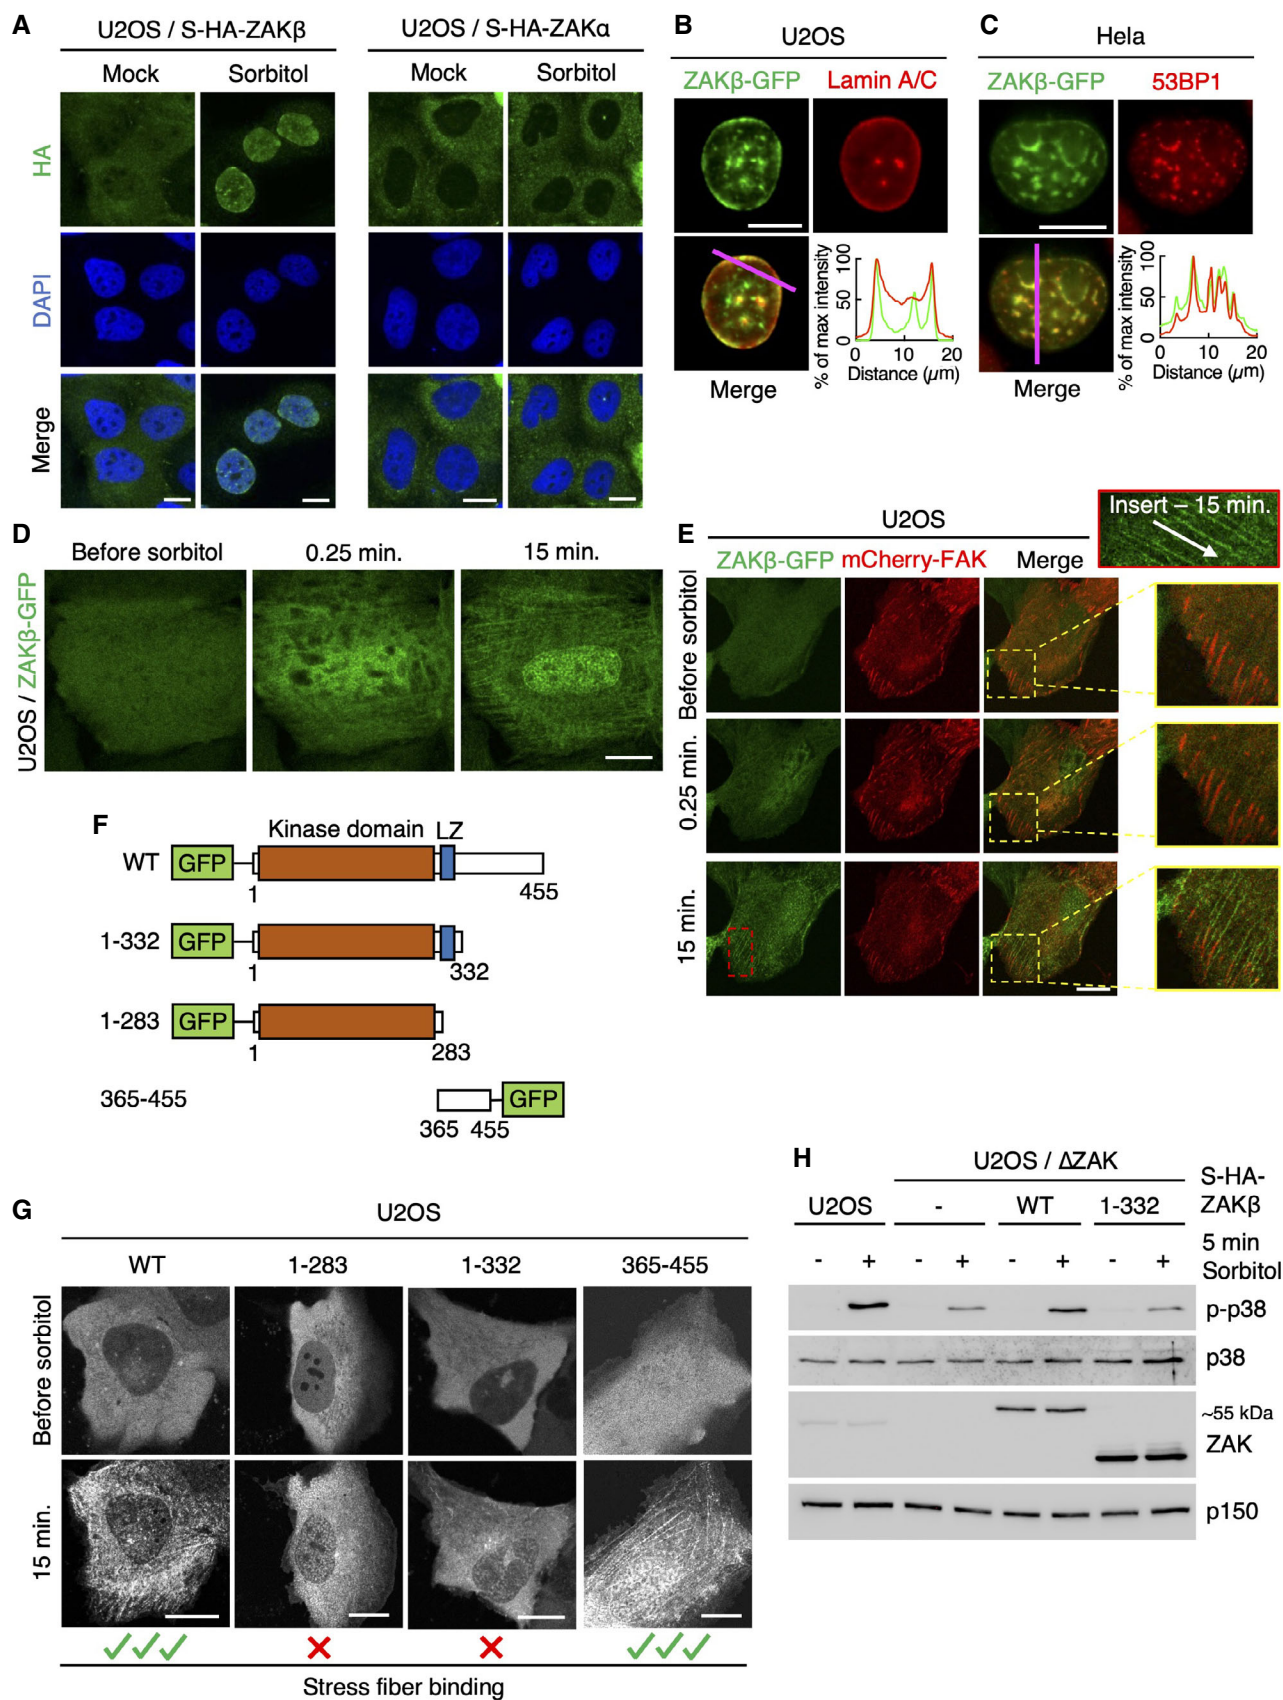 A
U2OS / S-HA-ZAKβ
U2OS / S-HA-ZAKα
Mock
Sorbitol
Mock
Sorbitol
HA
DAPI
Merge
B
U2OS
ZAKβ-GFP
Lamin A/C
Merge
% of max intensity
100
50
0
0
10
20
Distance (µm)
C
Hela
ZAKβ-GFP
53BP1
Merge
% of max intensity
100
50
0
0
10
20
Distance (µm)
D
Before sorbitol
0.25 min.
15 min.
U2OS / ZAKβ-GFP
E
U2OS
Insert – 15 min.
ZAKβ-GFP
mCherry-FAK
Merge
Before sorbitol
0.25 min.
15 min.
F
Kinase domain
LZ
WT
GFP
1
455
1-332
GFP
1
332
1-283
GFP
1
283
365-455
GFP
365
455
G
U2OS
WT
1-283
1-332
365-455
Before sorbitol
15 min.
Stress fiber binding
H
U2OS / ΔZAK
S-HA-
ZAKβ
U2OS
-
WT
1-332
5 min
Sorbitol
- + - + - + - +
p-p38
p38
~55 kDa
ZAK
p150